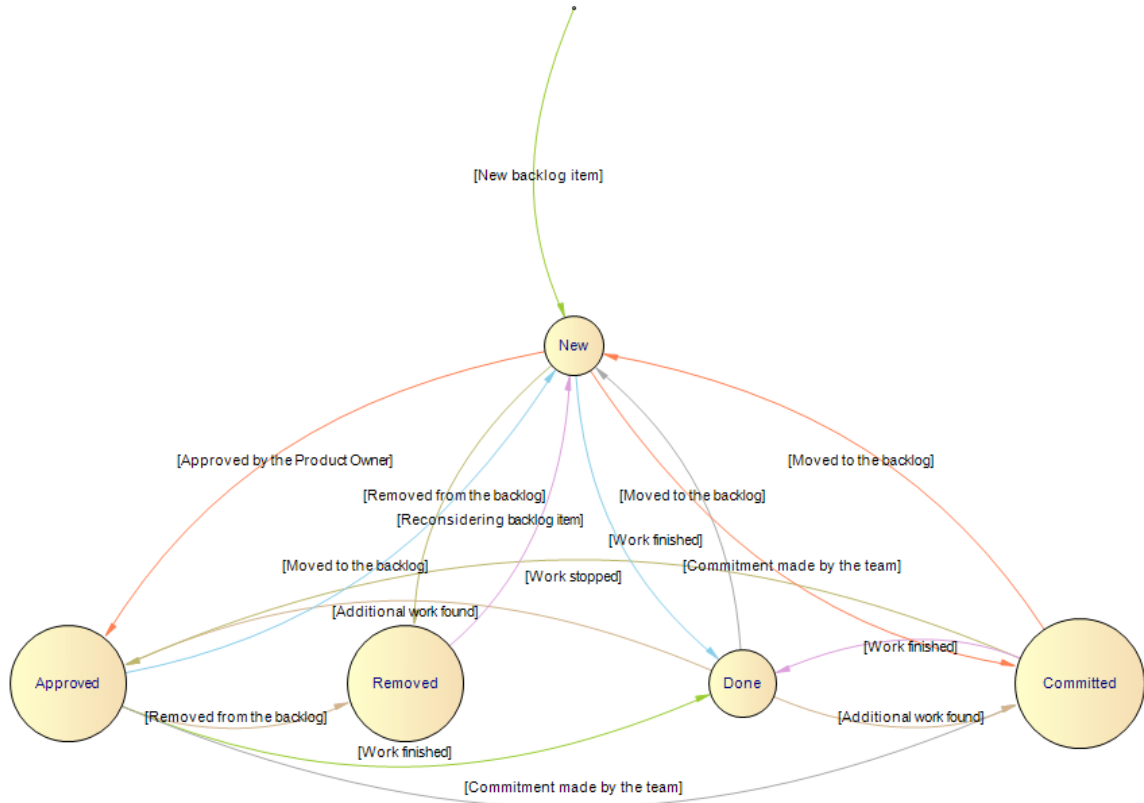 [New backlog item]
New
[Approved by the Product Owner]
[Moved to the backlog]
[Removed from the backlog]
[Moved to the backlog]
[Reconsidering backlog item]
[Work finished]
[Moved to the backlog]
[Work stopped]
[Commitment made by the team]
[Additional work found]
[Work finished]
Approved
Removed
Done
Committed
[Removed from the backlog]
[Additional work found]
[Work finished]
[Commitment made by the team]